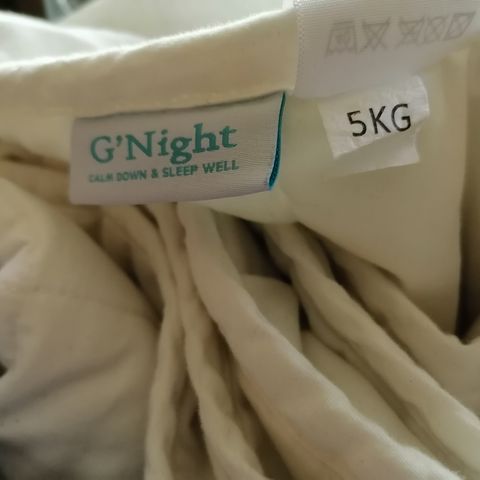 G'Night
CALM DOWN & SLEEP WELL
5KG